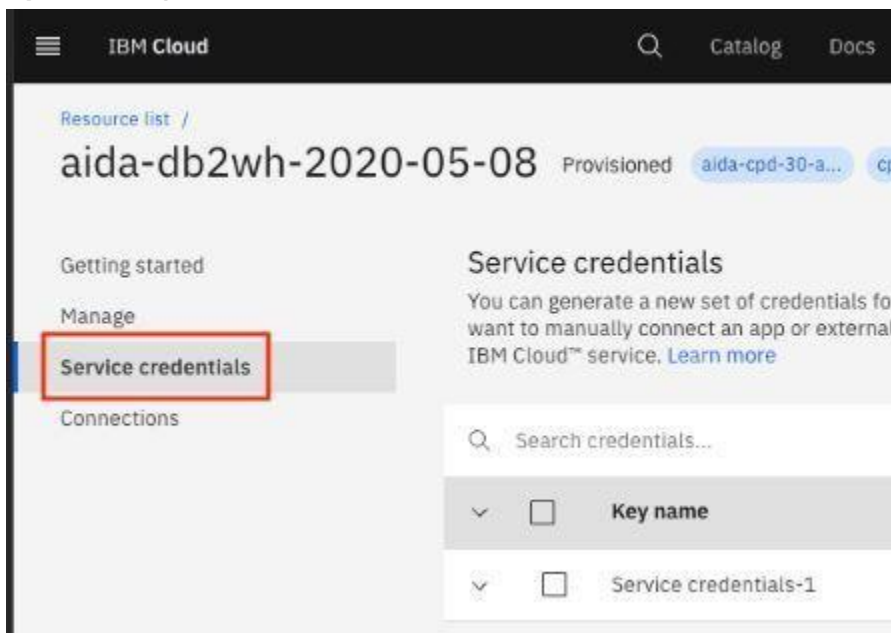 IBM Cloud
Catalog
Docs
Resource list /
aida-db2wh-2020-05-08
Provisioned
aida-cpd-30-a...
Getting started
Manage
Service credentials
Connections
Service credentials
You can generate a new set of credentials fo
want to manually connect an app or external
IBM Cloud™ service. Learn more
Search credentials...
Key name
Service credentials-1